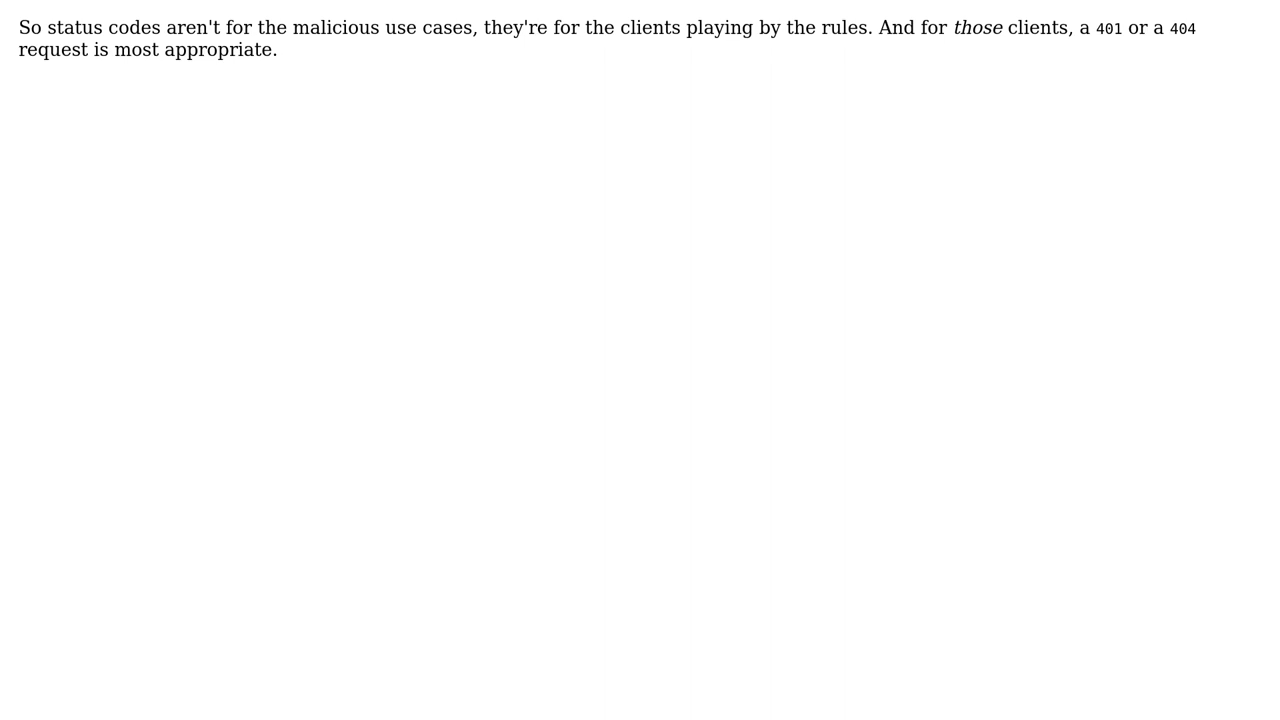 So status codes aren't for the malicious use cases, they're for the clients playing by the rules. And for those clients, a 401 or a 404
request is most appropriate.